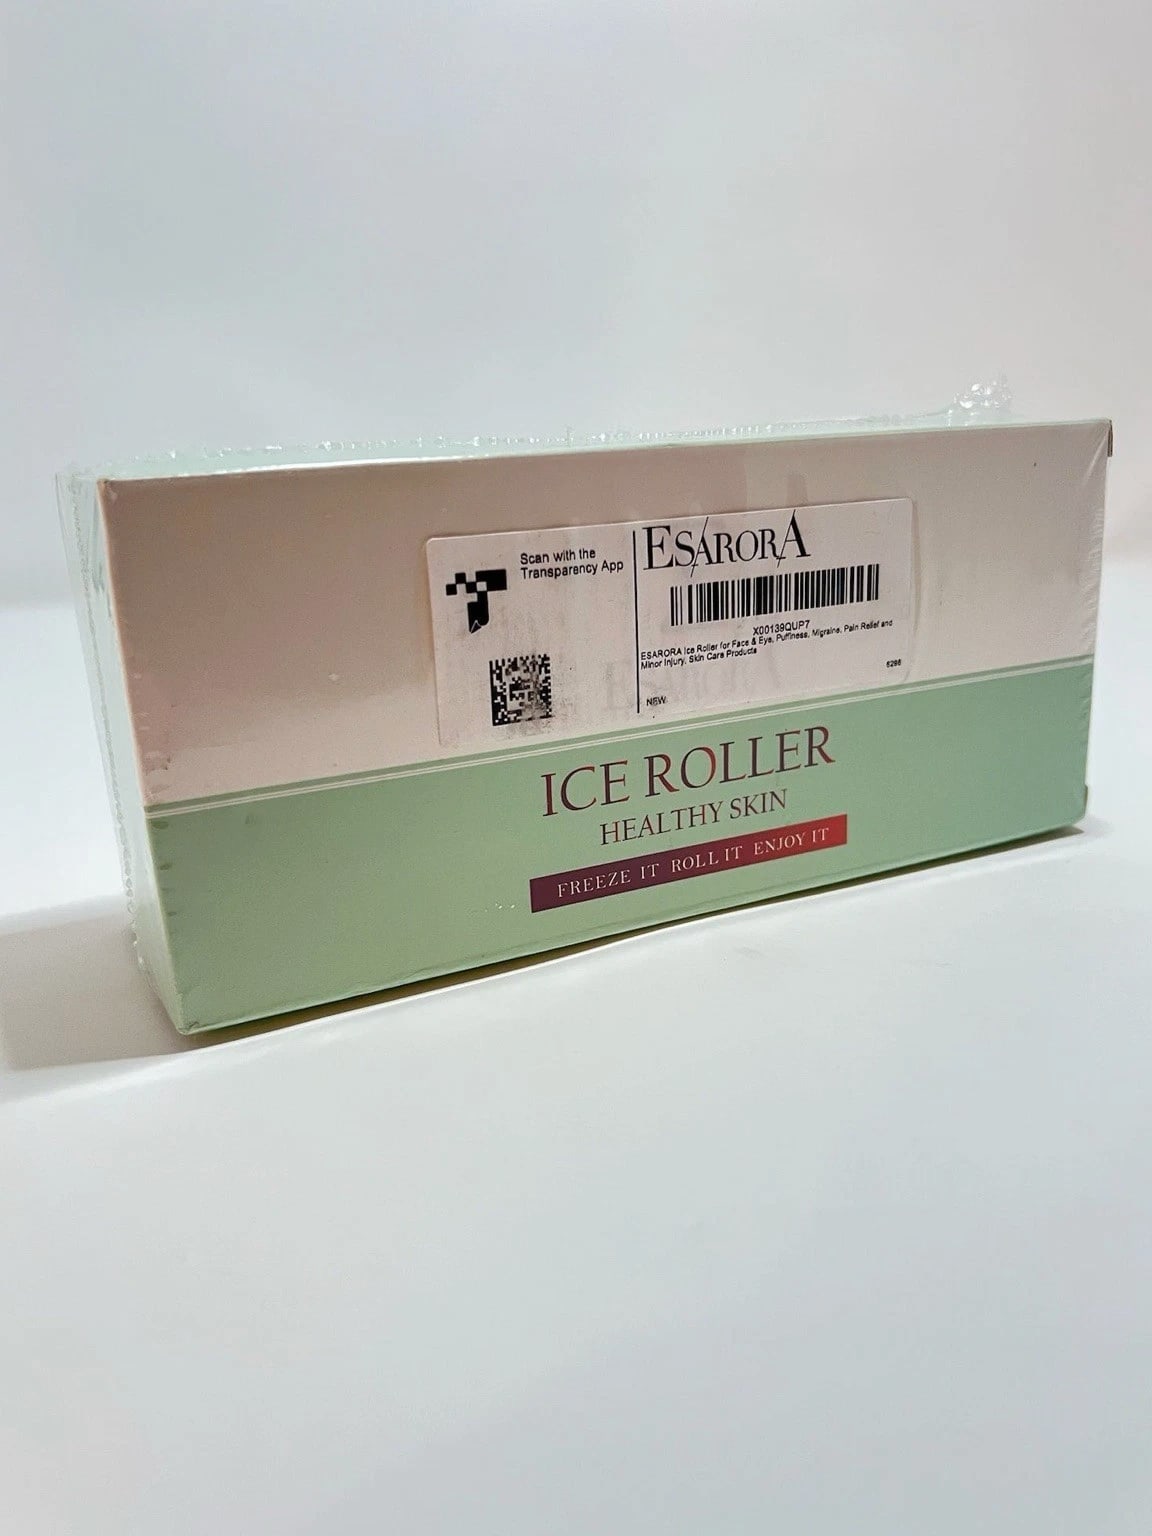 Scan with the
Transparency App
ESARORA
X00139QUP7
ESARORA Ice Roller for Face & Eye, Puffiness, Migraine, Pain Relief and
Minor Injury, Skin Care Products
NEW
6286
ICE ROLLER
HEALTHY SKIN
FREEZE IT ROLL IT ENJOY IT